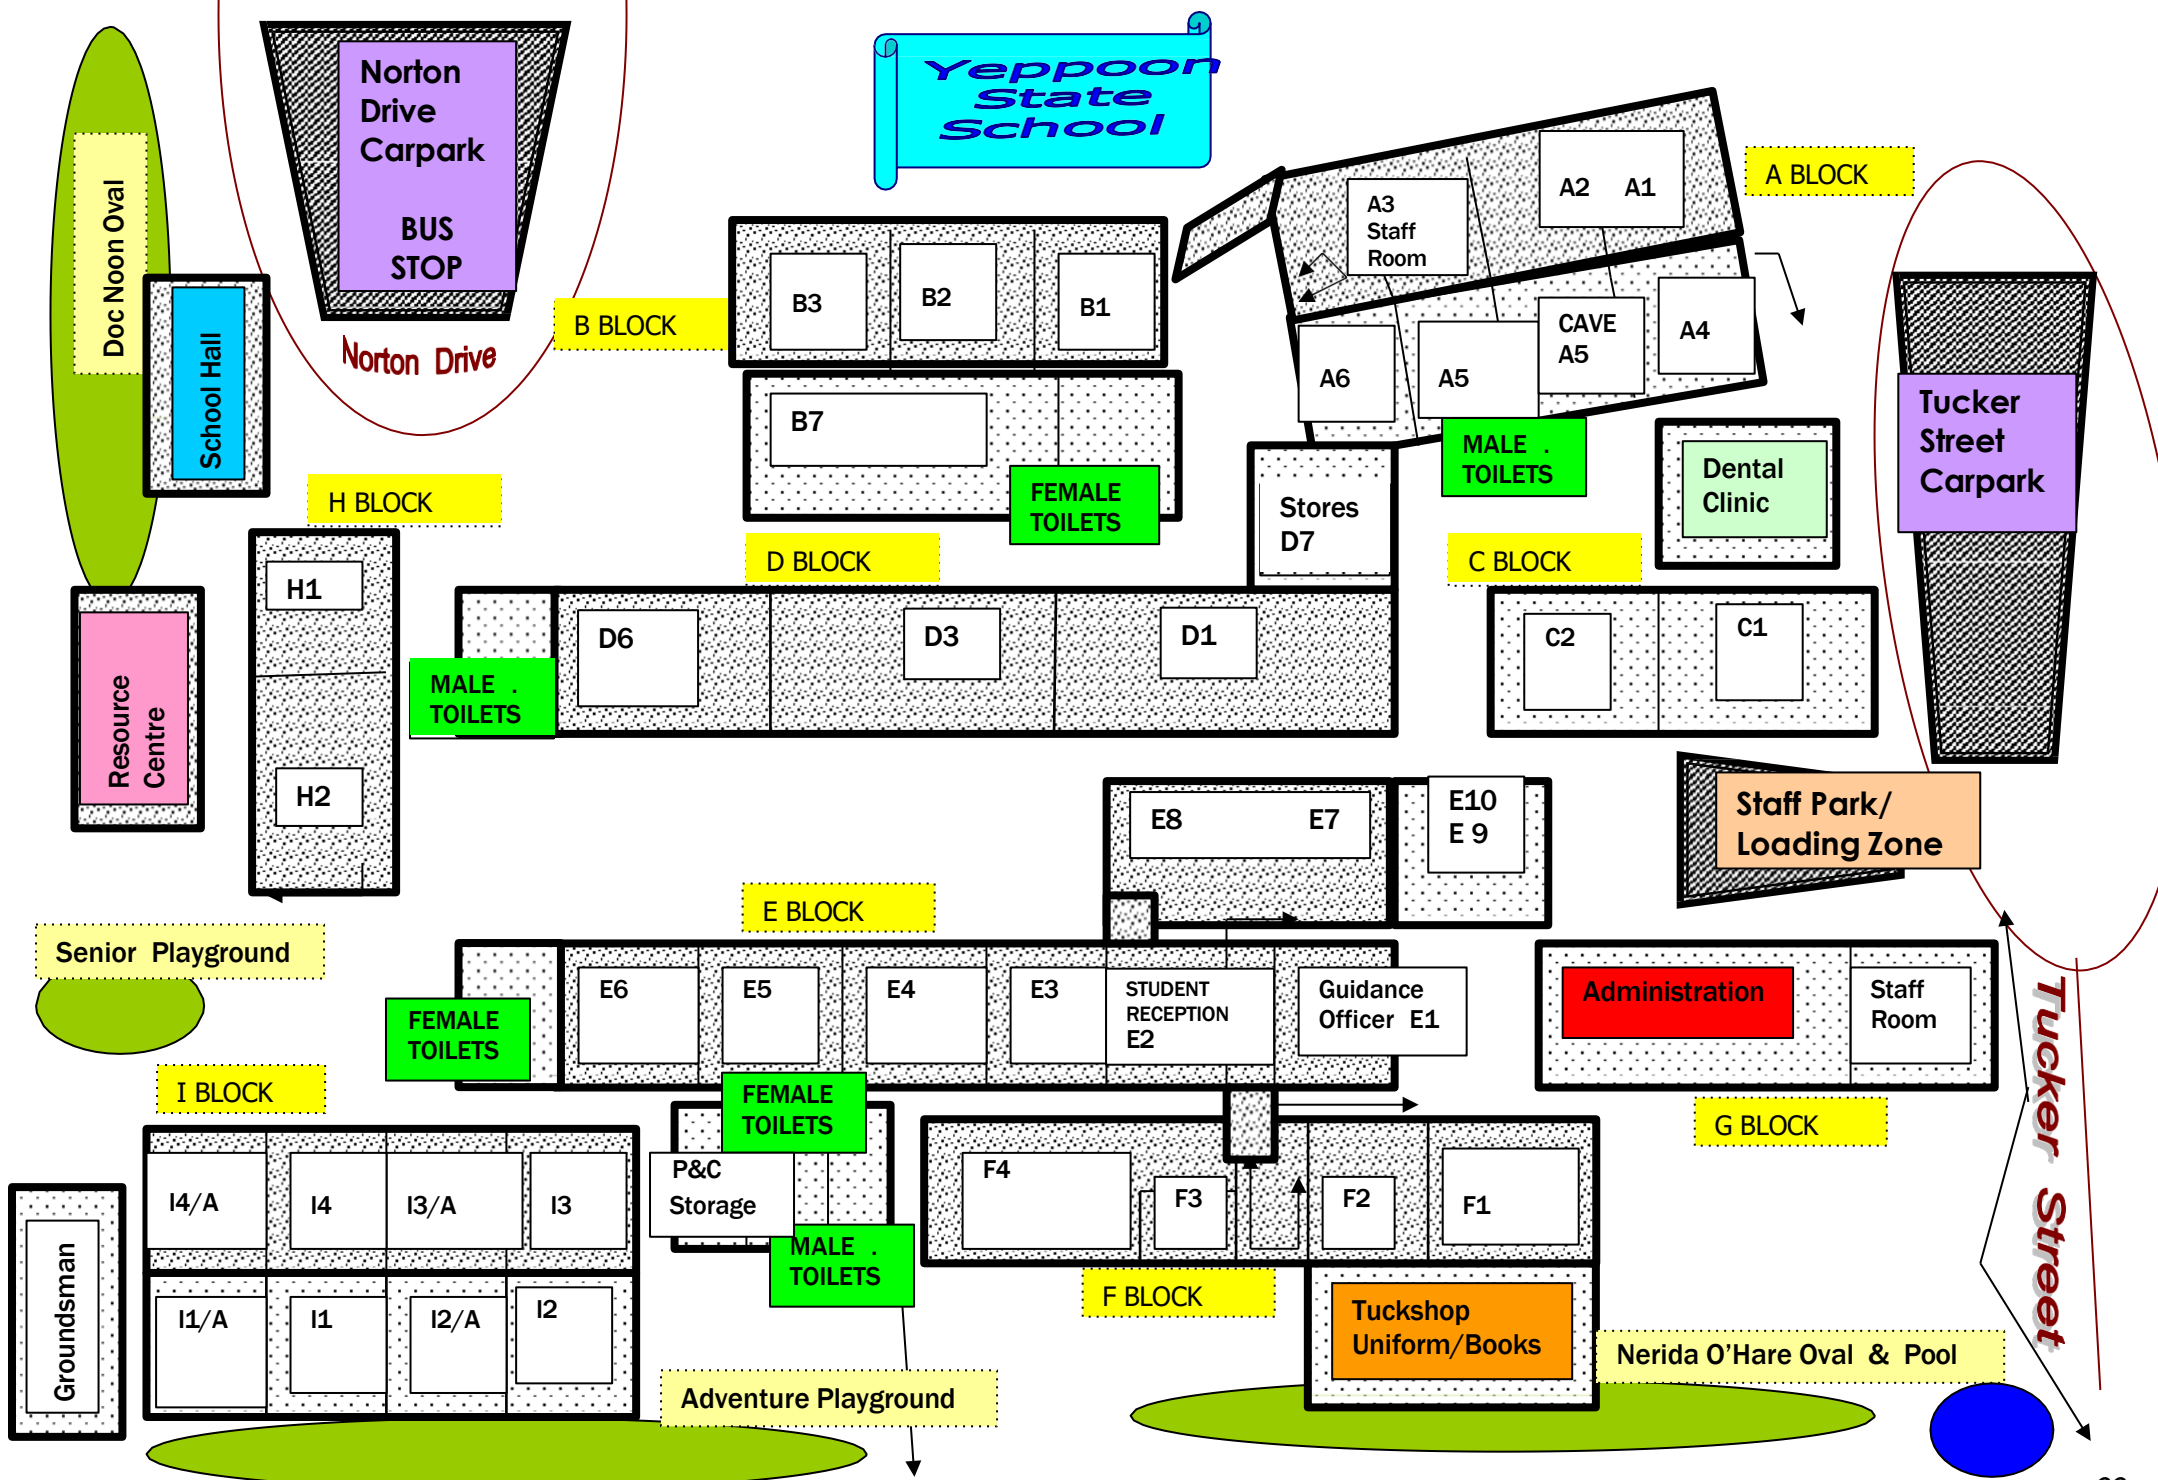 Yeppoon
State
School
Norton
Drive
Carpark
BUS
STOP
Norton Drive
Doc Noon Oval
School Hall
A BLOCK
A2 A1
A3
Staff
Room
CAVE
A5
A4
A6
A5
MALE .
TOILETS
B BLOCK
B3
B2
B1
B7
FEMALE
TOILETS
Dental
Clinic
Tucker
Street
Carpark
H BLOCK
H1
H2
Resource
Centre
D BLOCK
Stores
D7
D6
D3
D1
MALE .
TOILETS
C BLOCK
C2
C1
Staff Park/
Loading Zone
E8 E7
E10
E 9
E BLOCK
Senior Playground
E6
E5
E4
E3
STUDENT
RECEPTION
E2
Guidance
Officer E1
FEMALE
TOILETS
Administration
Staff
Room
G BLOCK
Tucker Street
I BLOCK
I4/A
I4
I3/A
I3
I1/A
I1
I2/A
I2
Groundsman
FEMALE
TOILETS
P&C
Storage
MALE .
TOILETS
F4
F3
F2
F1
F BLOCK
Tuckshop
Uniform/Books
Nerida O'Hare Oval & Pool
Adventure Playground